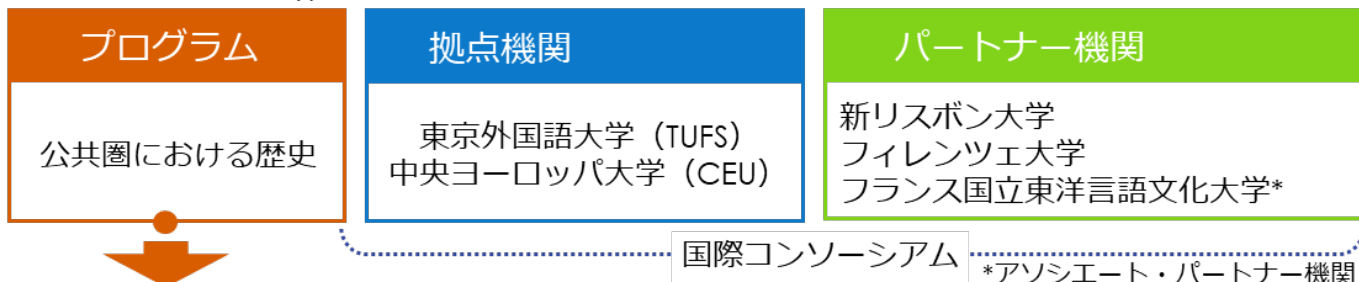 プログラム
公共圏における歴史
拠点機関
東京外国語大学（TUFS）
中央ヨーロッパ大学（CEU）
パートナー機関
新リスボン大学
フィレンツェ大学
フランス国立東洋言語文化大学*
国際コンソーシアム
*アソシエート・パートナー機関